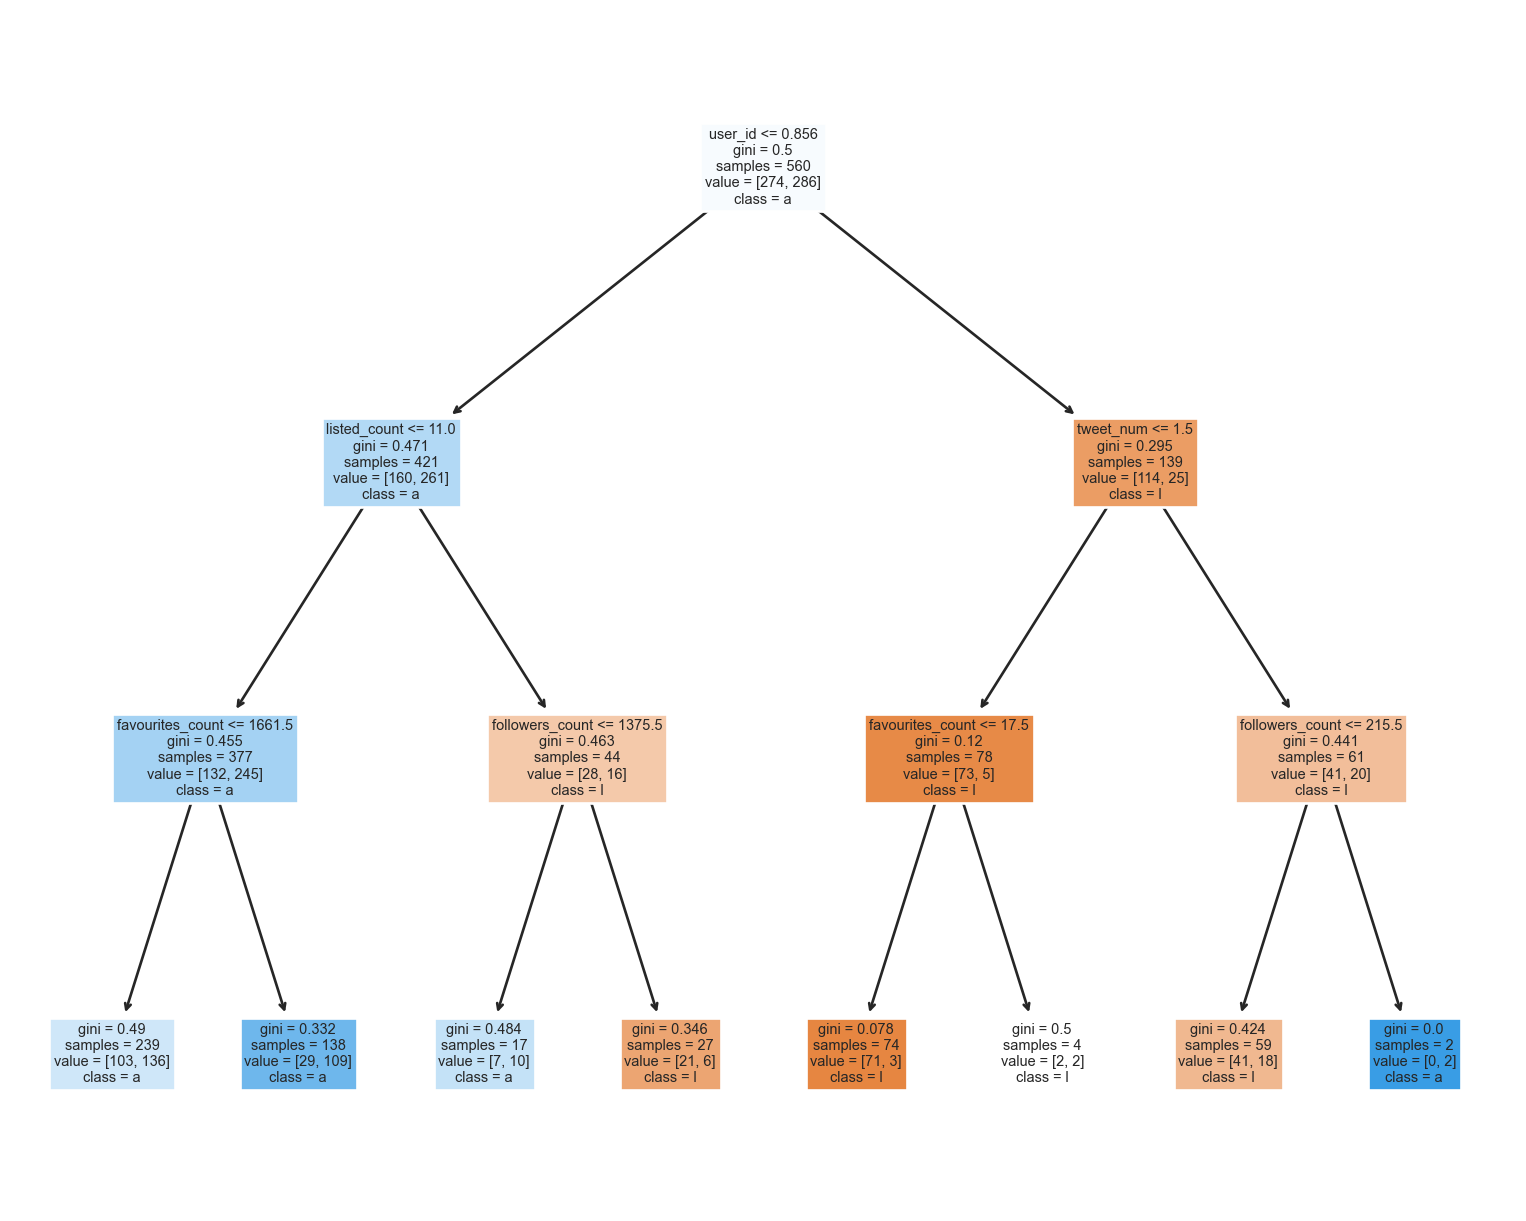 user_id <= 0.856
gini = 0.5
samples = 560
value = [274, 286]
class = a
listed_count <= 11.0
gini = 0.471
samples = 421
value = [160, 261]
class = a
tweet_num <= 1.5
gini = 0.295
samples = 139
value = [114, 25]
class = l
favourites_count <= 1661.5
gini = 0.455
samples = 377
value = [132, 245]
class = a
followers_count <= 1375.5
gini = 0.463
samples = 44
value = [28, 16]
class = l
favourites_count <= 17.5
gini = 0.12
samples = 78
value = [73, 5]
class = l
followers_count <= 215.5
gini = 0.441
samples = 61
value = [41, 20]
class = l
gini = 0.49
samples = 239
value = [103, 136]
class = a
gini = 0.332
samples = 138
value = [29, 109]
class = a
gini = 0.484
samples = 17
value = [7, 10]
class = a
gini = 0.346
samples = 27
value = [21, 6]
class = l
gini = 0.078
samples = 74
value = [71, 3]
class = l
gini = 0.5
samples = 4
value = [2, 2]
class = l
gini = 0.424
samples = 59
value = [41, 18]
class = l
gini = 0.0
samples = 2
value = [0, 2]
class = a